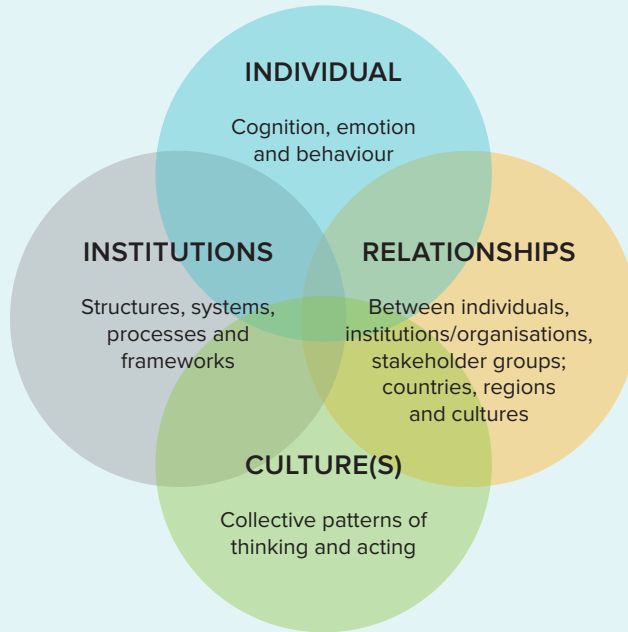 INDIVIDUAL
Cognition, emotion
and behaviour
INSTITUTIONS
Structures, systems,
processes and
frameworks
RELATIONSHIPS
Between individuals,
institutions/organisations,
stakeholder groups;
countries, regions
and cultures
CULTURE(S)
Collective patterns of
thinking and acting